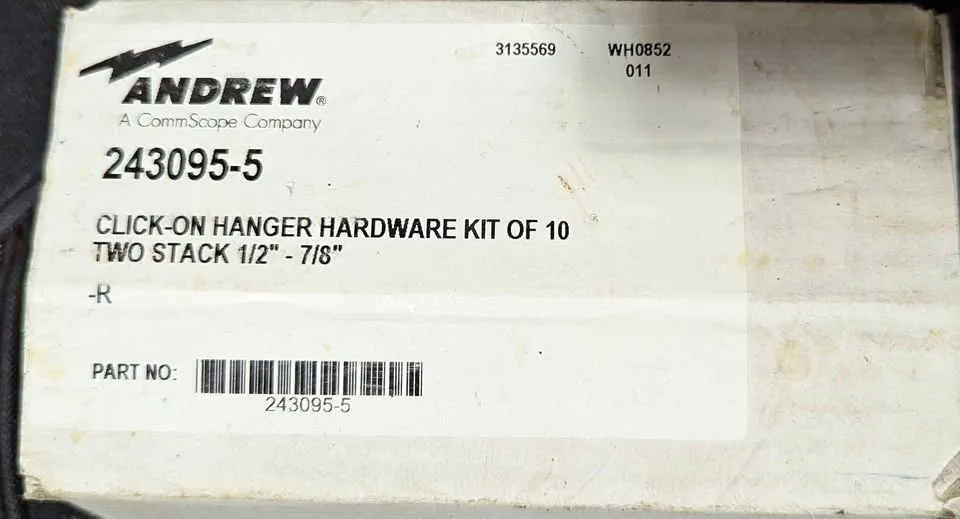 3135569 WH0852
011
ANDREW®
A CommScope Company
243095-5
CLICK-ON HANGER HARDWARE KIT OF 10
TWO STACK 1/2" - 7/8"
-R
PART NO:
243095-5